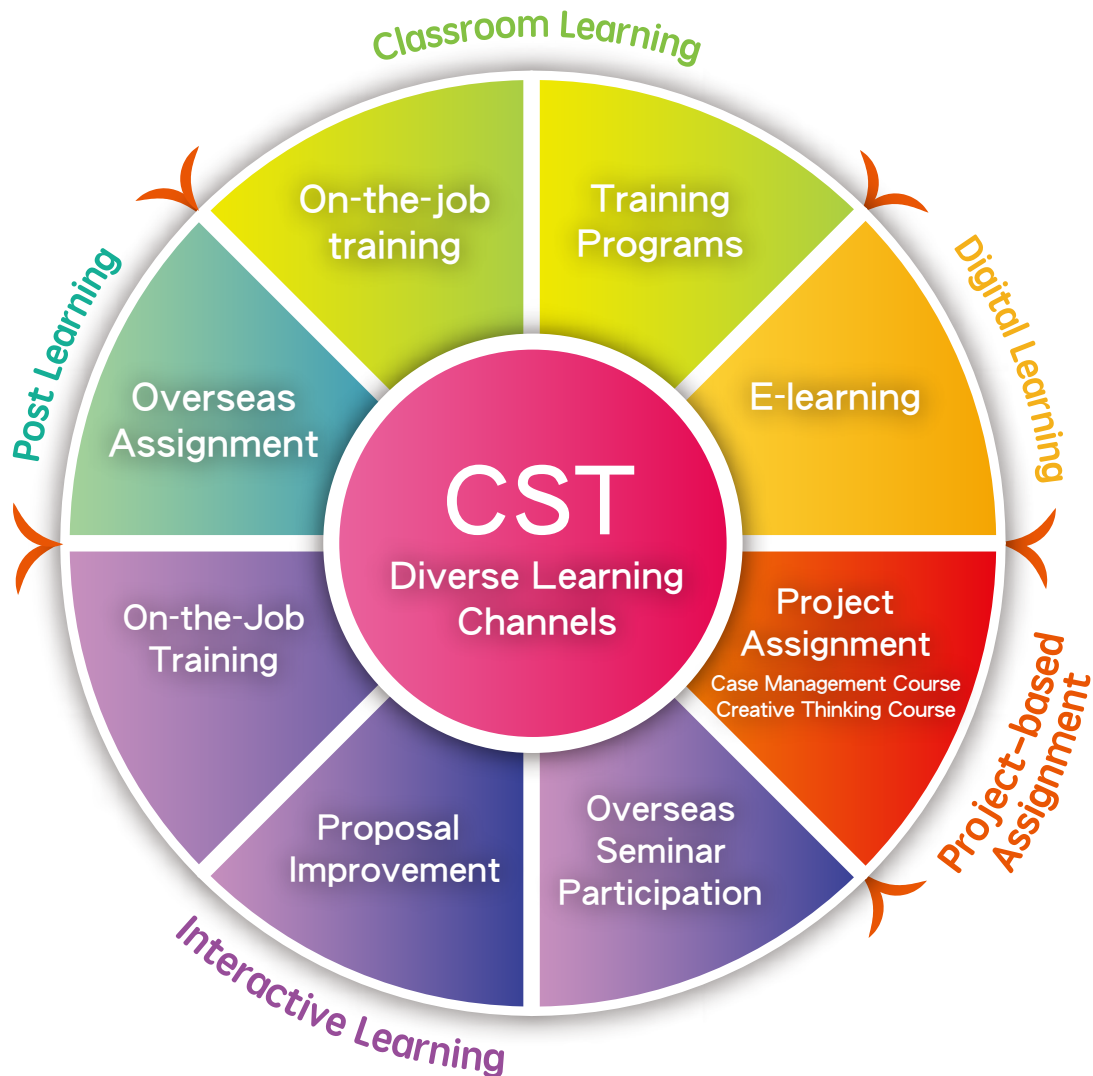 Classroom Learning
On-the-job
training
Training
Programs
Digital Learning
E-learning
Post Learning
Overseas
Assignment
CST
Diverse Learning
Channels
Project
Assignment
Case Management Course
Creative Thinking Course
Project-based
Assignment
On-the-Job
Training
Proposal
Improvement
Overseas
Seminar
Participation
Interactive Learning